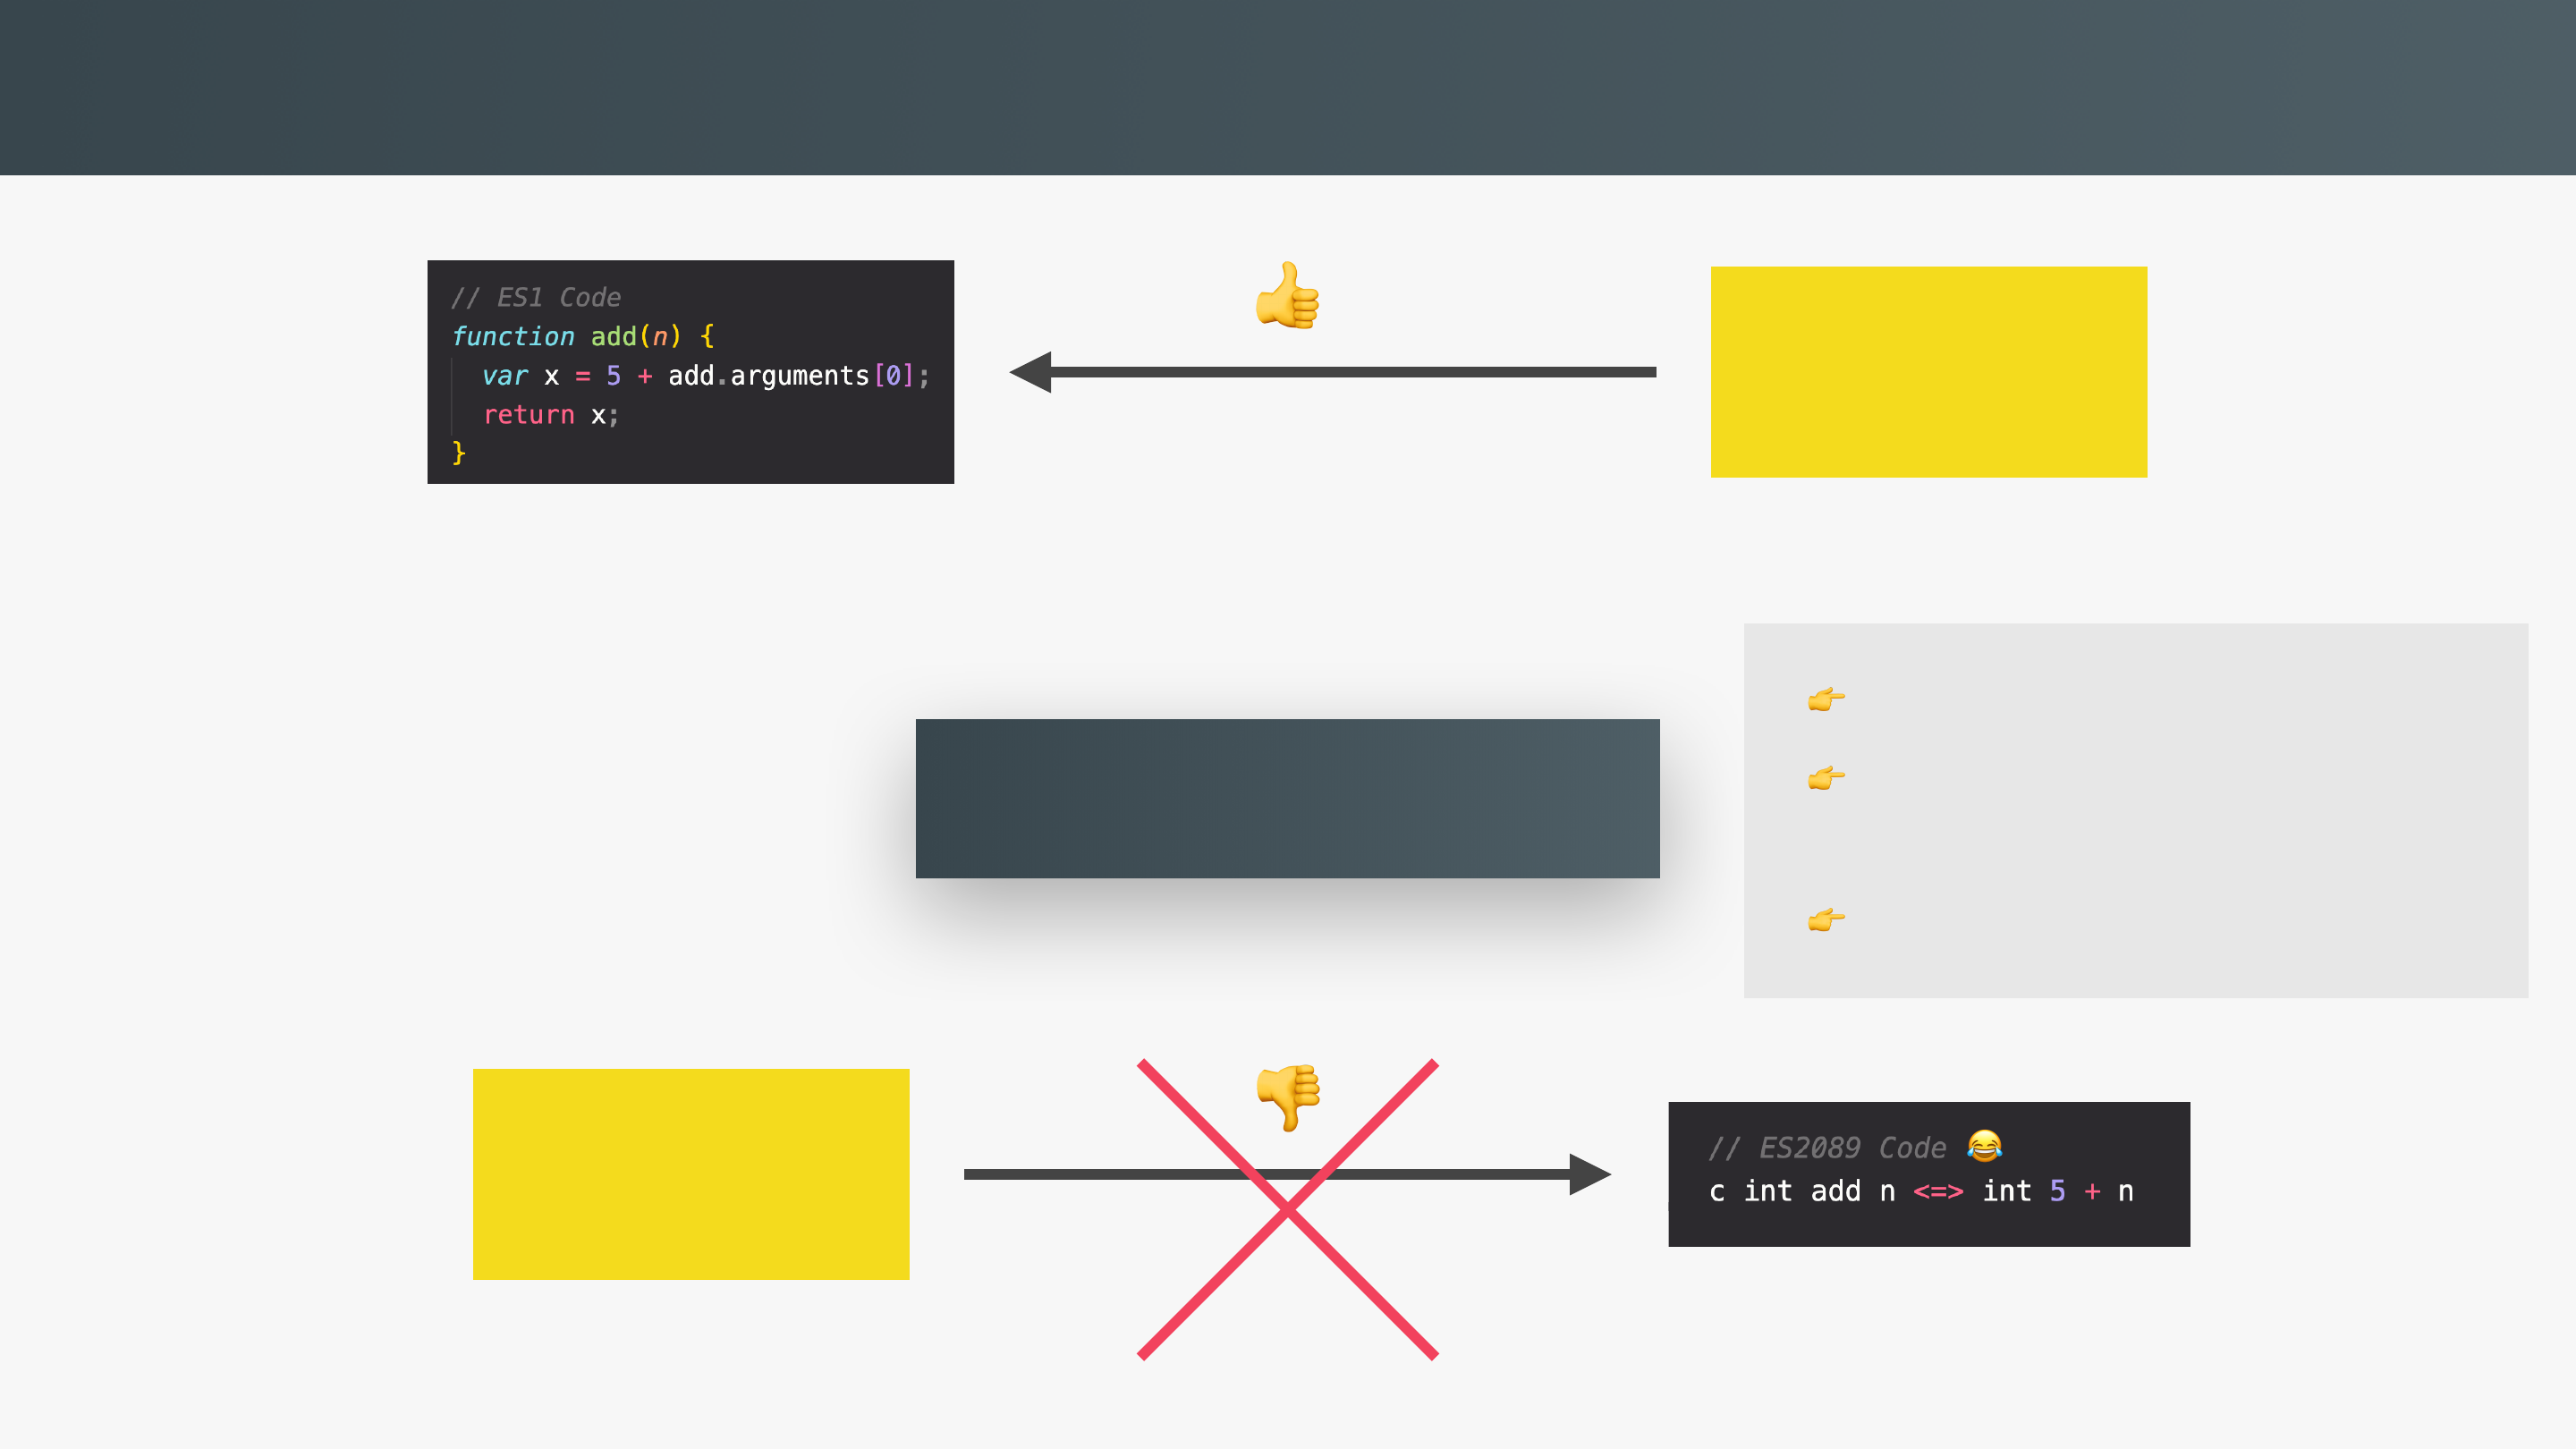 // ES1 Code
function add(n) {
var x = 5 + add.arguments[0];
return x;
}
// ES2089 Code 😂
c int add n <=> int 5 + n